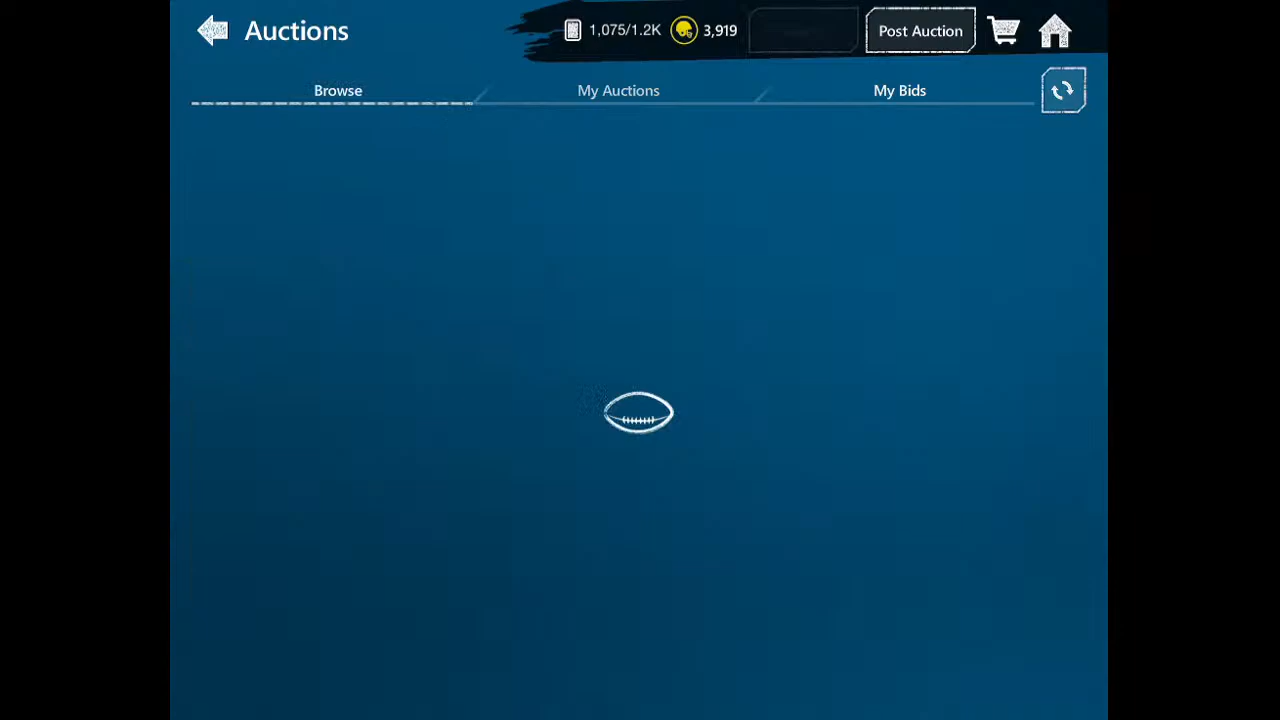 Auctions
1,075/1.2K
3,919
Post Auction
Browse
My Auctions
My Bids